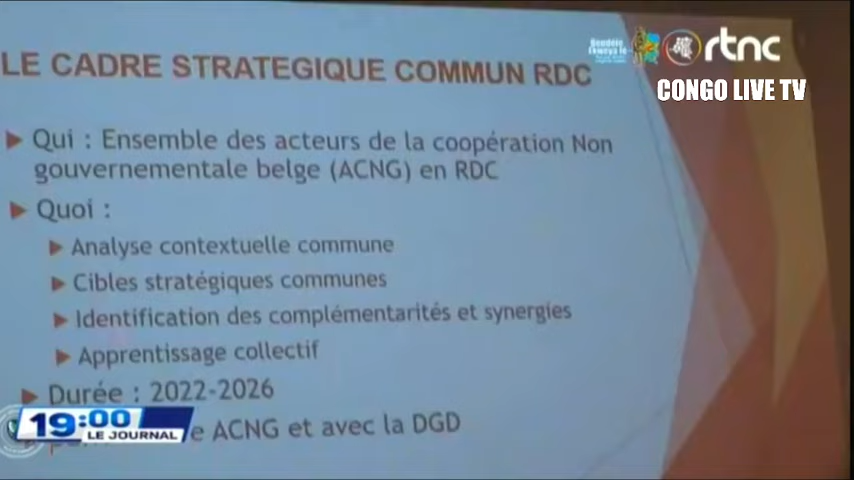 rtnc
CONGO LIVE TV
LE CADRE STRATEGIQUE COMMUN RDC
Qui : Ensemble des acteurs de la coopération Non
gouvernementale belge (ACNG) en RDC
Quoi :
Analyse contextuelle commune
Cibles stratégiques communes
Identification des complémentarités et synergies
Apprentissage collectif
Durée : 2022-2026
ACNG et avec la DGD
19:00
LE JOURNAL